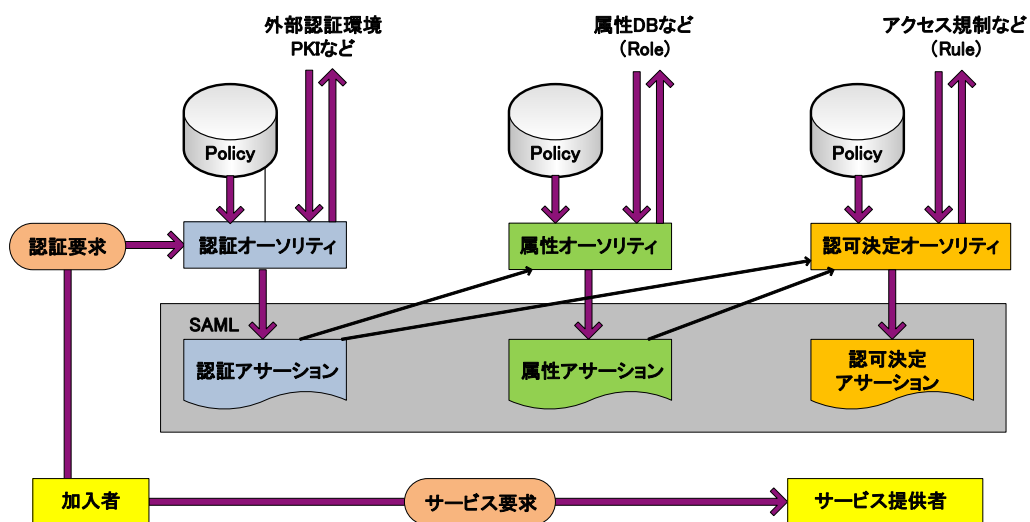 外部認証環境
PKIなど
属性DBなど
（Role）
アクセス規制など
（Rule）
Policy
Policy
Policy
認証要求
認証オーソリティ
属性オーソリティ
認可決定オーソリティ
SAML
認証アサーション
属性アサーション
認可決定
アサーション
加入者
サービス要求
サービス提供者